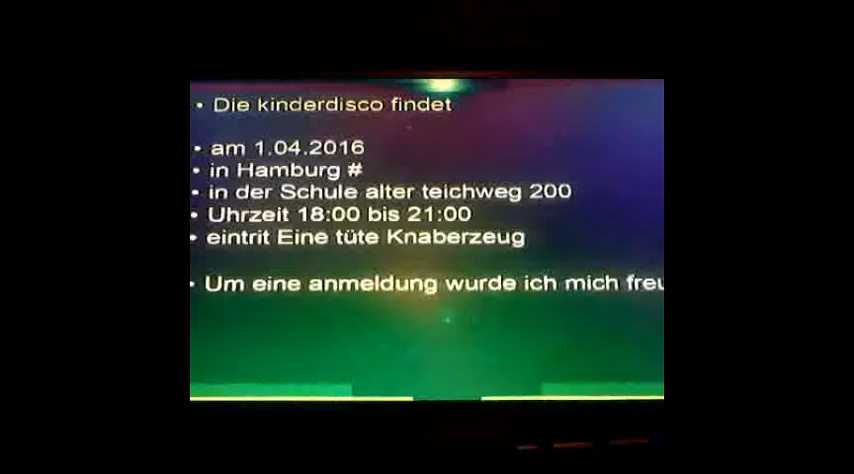 • Die kinderdisco findet
• am 1.04.2016
• in Hamburg #
• in der Schule alter teichweg 200
• Uhrzeit 18:00 bis 21:00
• eintrit Eine tüte Knaberzeug
• Um eine anmeldung wurde ich mich freu